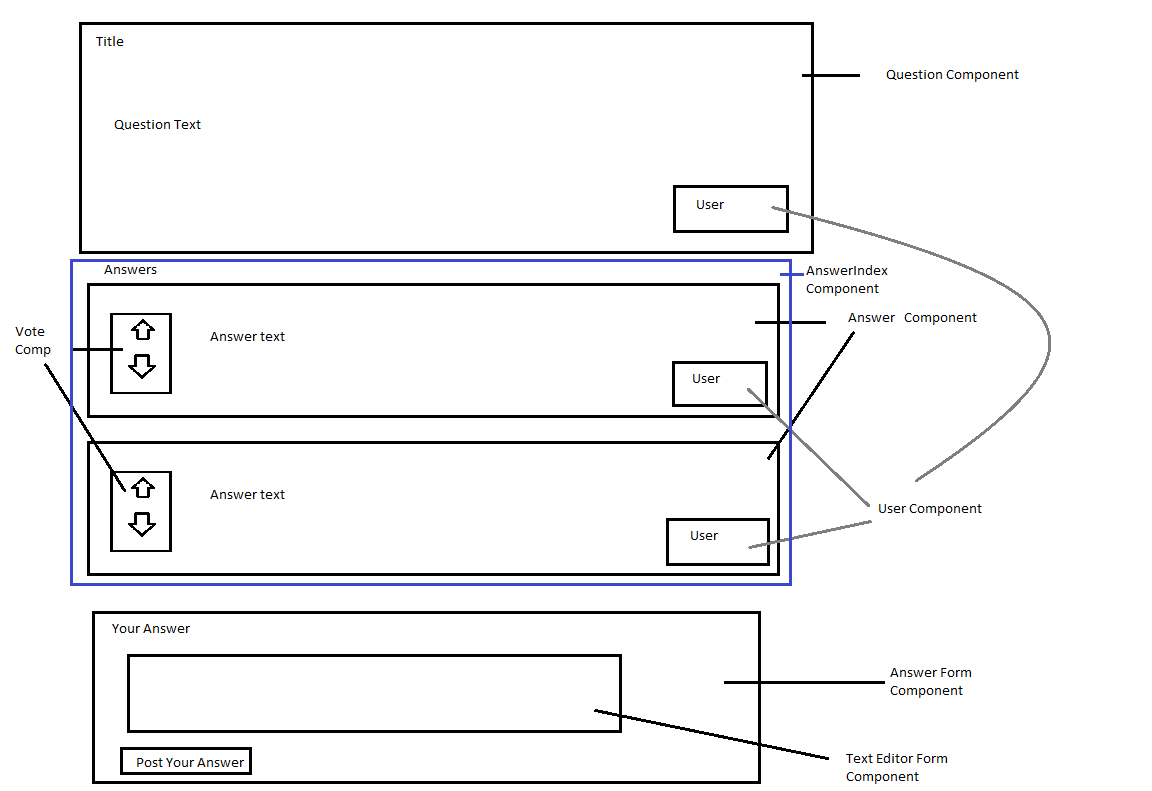 Title
Question Component
Question Text
User
Answers
AnswerIndex
Component
Answer Component
Vote
Comp
Answer text
User
Answer text
User Component
User
Your Answer
Answer Form
Component
Post Your Answer
Text Editor Form
Component